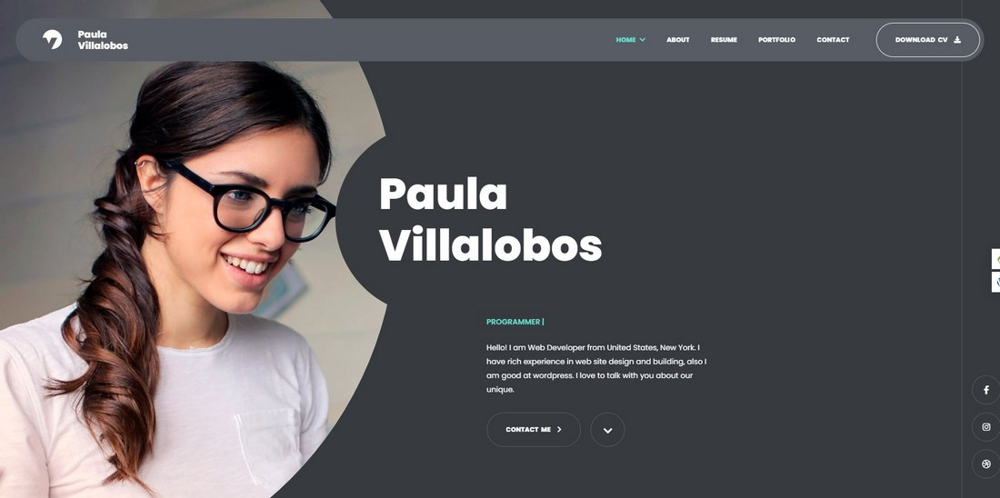 Paula
Villalobos
HOME
ABOUT
RESUME
PORTFOLIO
CONTACT
DOWNLOAD CV
Paula
Villalobos
PROGRAMMER |
Hello! I am Web Developer from United States, New York. I
have rich experience in web site design and building, also I
am good at wordpress. I love to talk with you about our
unique.
CONTACT ME